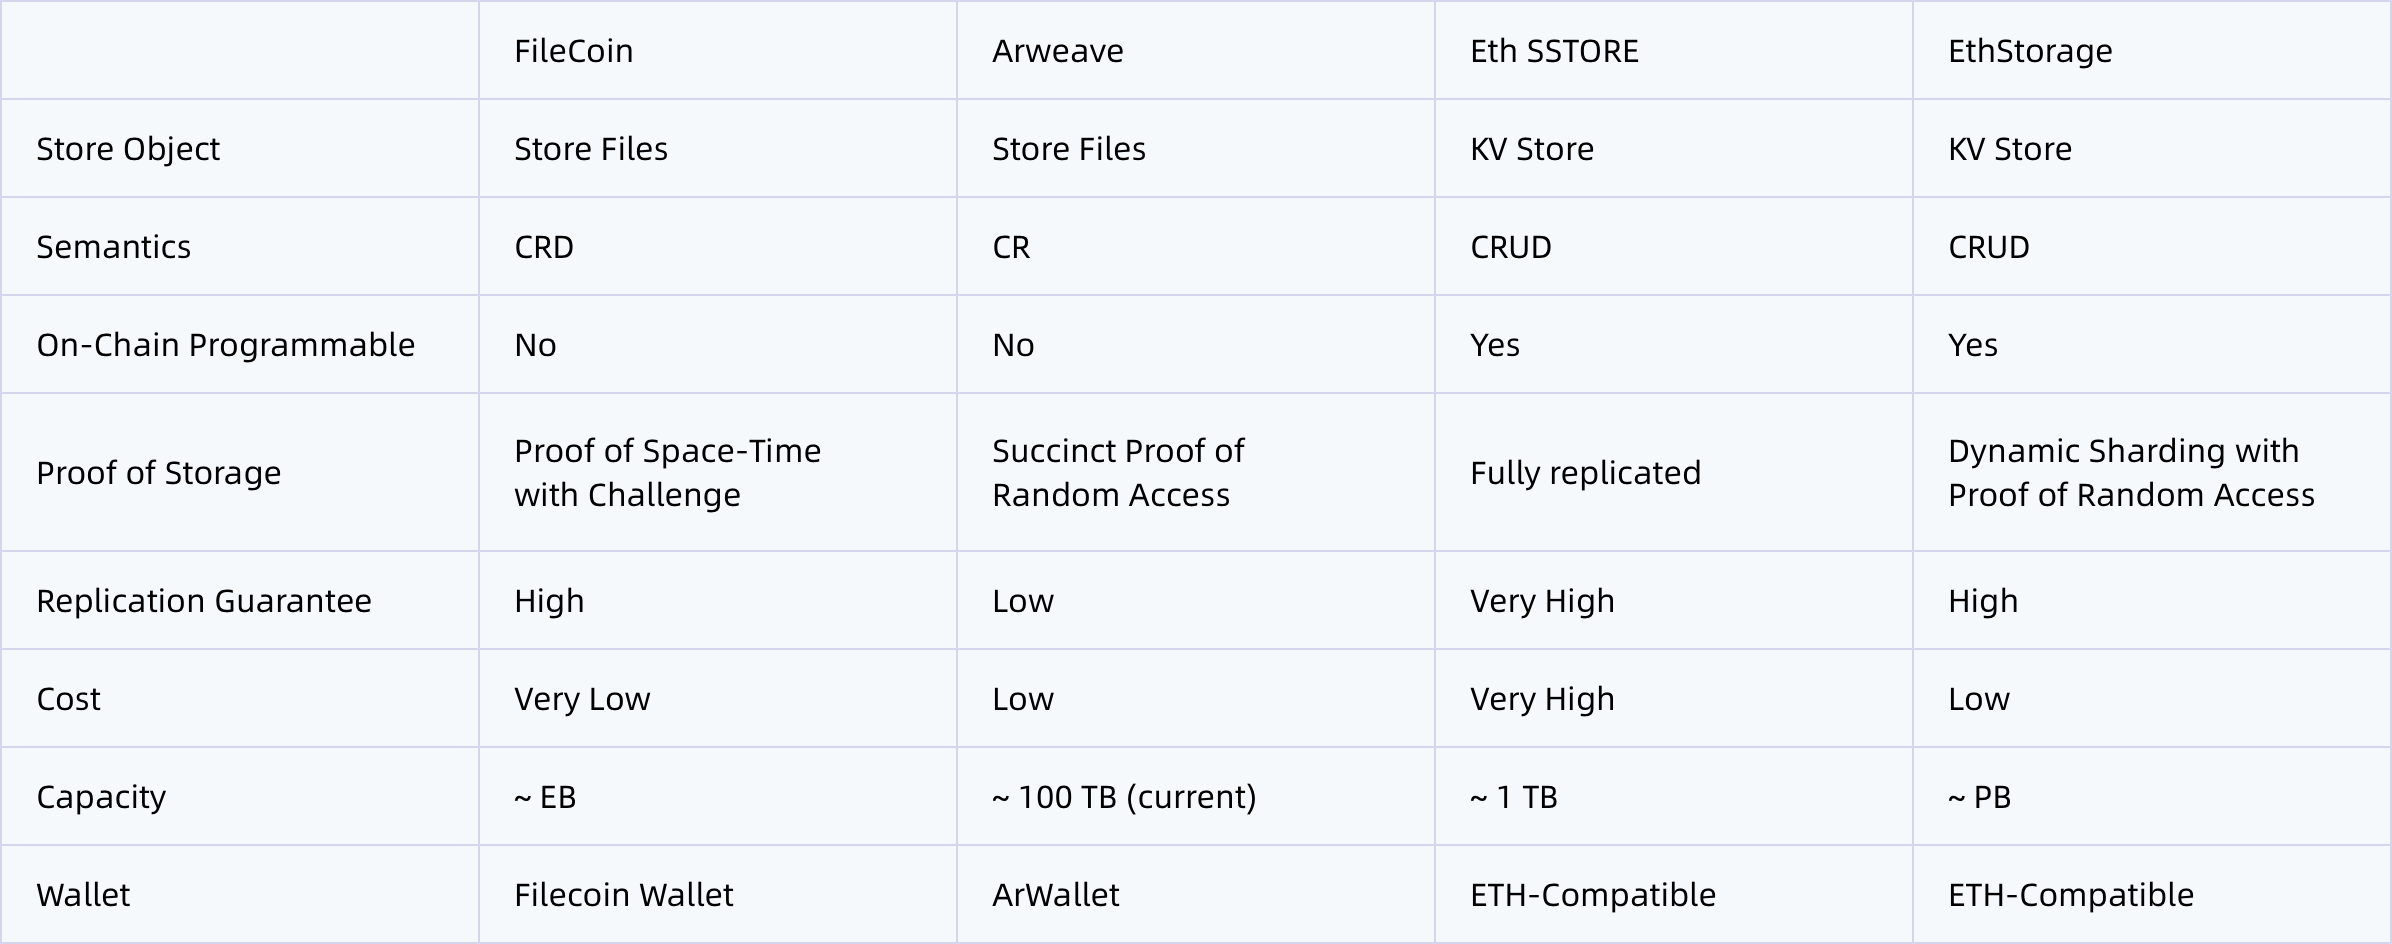 FileCoin Arweave Eth SSTORE EthStorage
Store Object Store Files Store Files KV Store KV Store
Semantics CRD CR CRUD CRUD
On-Chain Programmable No No Yes Yes
Proof of Storage
Proof of Space-Time
with Challenge
Succinct Proof of
Random Access
Fully replicated
Dynamic Sharding with
Proof of Random Access
Replication Guarantee High Low Very High High
Cost Very Low Low Very High Low
Capacity ~ EB ~ 100 TB (current) ~ 1 TB ~ PB
Wallet Filecoin Wallet ArWallet ETH-Compatible ETH-Compatible